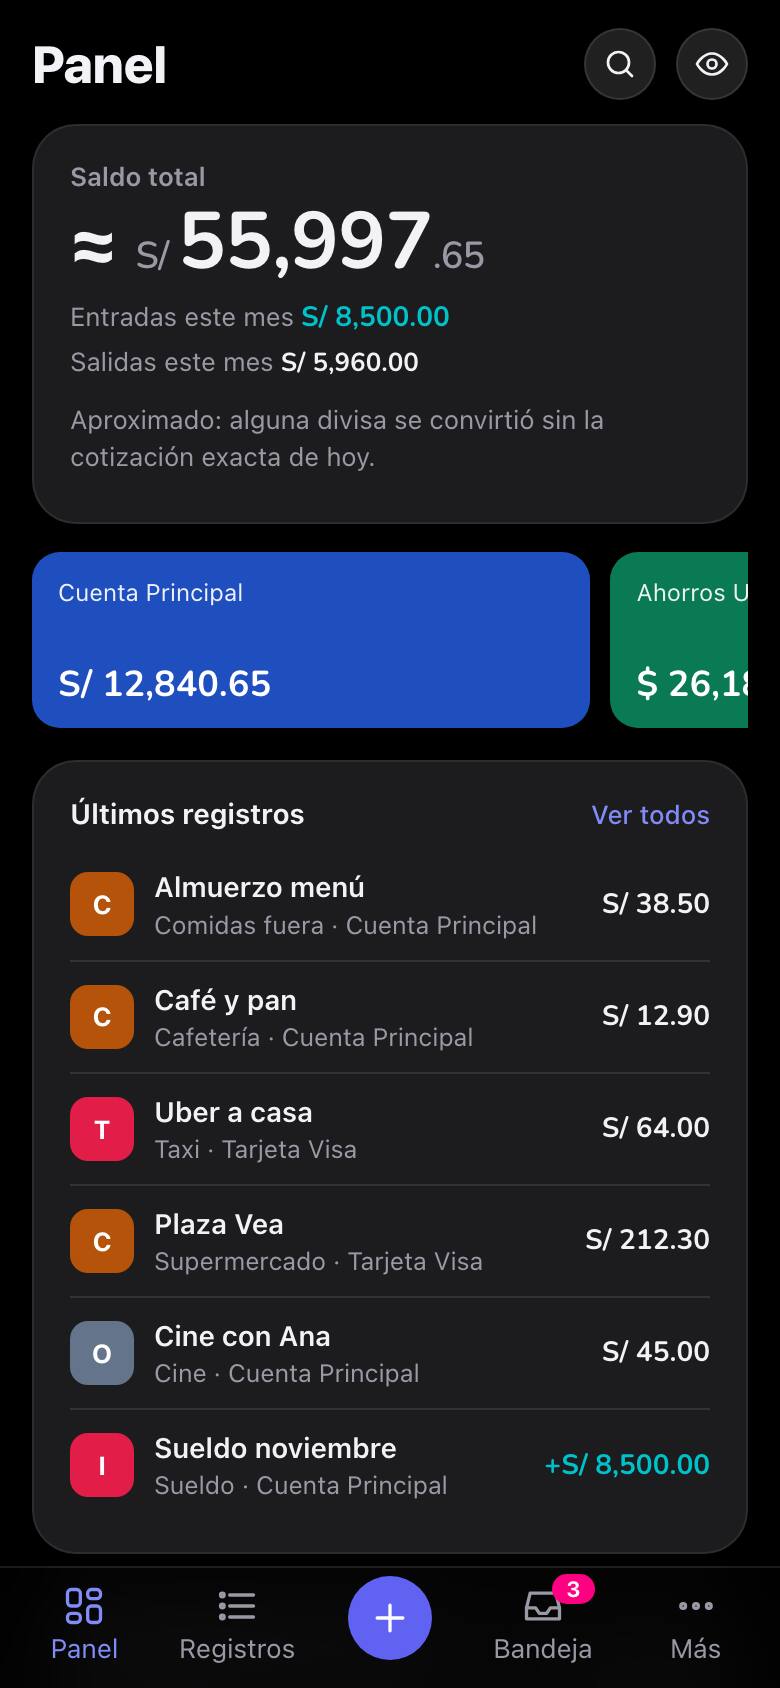 Panel
Saldo total
≈ S/ 55,997.65
Entradas este mes S/ 8,500.00
Salidas este mes S/ 5,960.00
Aproximado: alguna divisa se convirtió sin la
cotización exacta de hoy.
Cuenta Principal
S/ 12,840.65
Ahorros U
$ 26,18
Últimos registros
Ver todos
C
Almuerzo menú
Comidas fuera · Cuenta Principal
S/ 38.50
C
Café y pan
Cafetería · Cuenta Principal
S/ 12.90
T
Uber a casa
Taxi · Tarjeta Visa
S/ 64.00
C
Plaza Vea
Supermercado · Tarjeta Visa
S/ 212.30
O
Cine con Ana
Cine · Cuenta Principal
S/ 45.00
I
Sueldo noviembre
Sueldo · Cuenta Principal
+S/ 8,500.00
Panel
Registros
3
Bandeja
Más